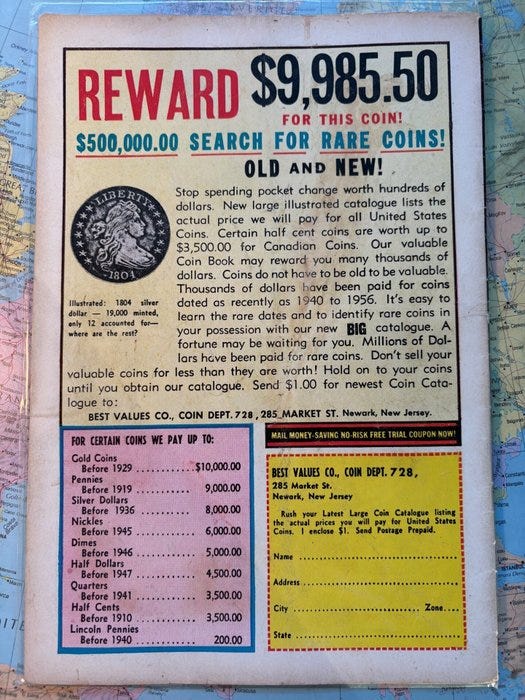 REWARD $9,985.50
FOR THIS COIN!
$500,000.00 SEARCH FOR RARE COINS!
OLD AND NEW!
LIBERTY
1804
Illustrated: 1804 silver
dollar — 19,000 minted,
only 12 accounted for—
where are the rest?
Stop spending pocket change worth hundreds of
dollars. New large illustrated catalogue lists the
actual price we will pay for all United States
Coins. Certain half cent coins are worth up to
$3,500.00 for Canadian Coins. Our valuable
Coin Book may reward you many thousands of
dollars. Coins do not have to be old to be valuable.
Thousands of dollars have been paid for coins
dated as recently as 1940 to 1956. It's easy to
learn the rare dates and to identify rare coins in
your possession with our new BIG catalogue. A
fortune may be waiting for you. Millions of Dol-
lars have been paid for rare coins. Don't sell your
valuable coins for less than they are worth! Hold on to your coins
until you obtain our catalogue. Send $1.00 for newest Coin Cata-
logue to:
BEST VALUES CO., COIN DEPT. 728, 285 MARKET ST. Newark, New Jersey.
FOR CERTAIN COINS WE PAY UP TO:
Gold Coins
Before 1929 ............ $10,000.00
Pennies
Before 1919 ............ 9,000.00
Silver Dollars
Before 1936 ............ 8,000.00
Nickles
Before 1945 ............ 6,000.00
Dimes
Before 1946 ............ 5,000.00
Half Dollars
Before 1947 ............ 4,500.00
Quarters
Before 1941 ............ 3,500.00
Half Cents
Before 1910 ............ 3,500.00
Lincoln Pennies
Before 1940 ............ 200.00
MAIL MONEY-SAVING NO-RISK FREE TRIAL COUPON NOW!
BEST VALUES CO., COIN DEPT. 728,
285 Market St.
Newark, New Jersey
Rush your Latest Large Coin Catalogue listing
the actual prices you will pay for United States
Coins. I enclose $1. Send Postage Prepaid.
Name ........................................
Address ........................................
City .............................. Zone....
State ........................................